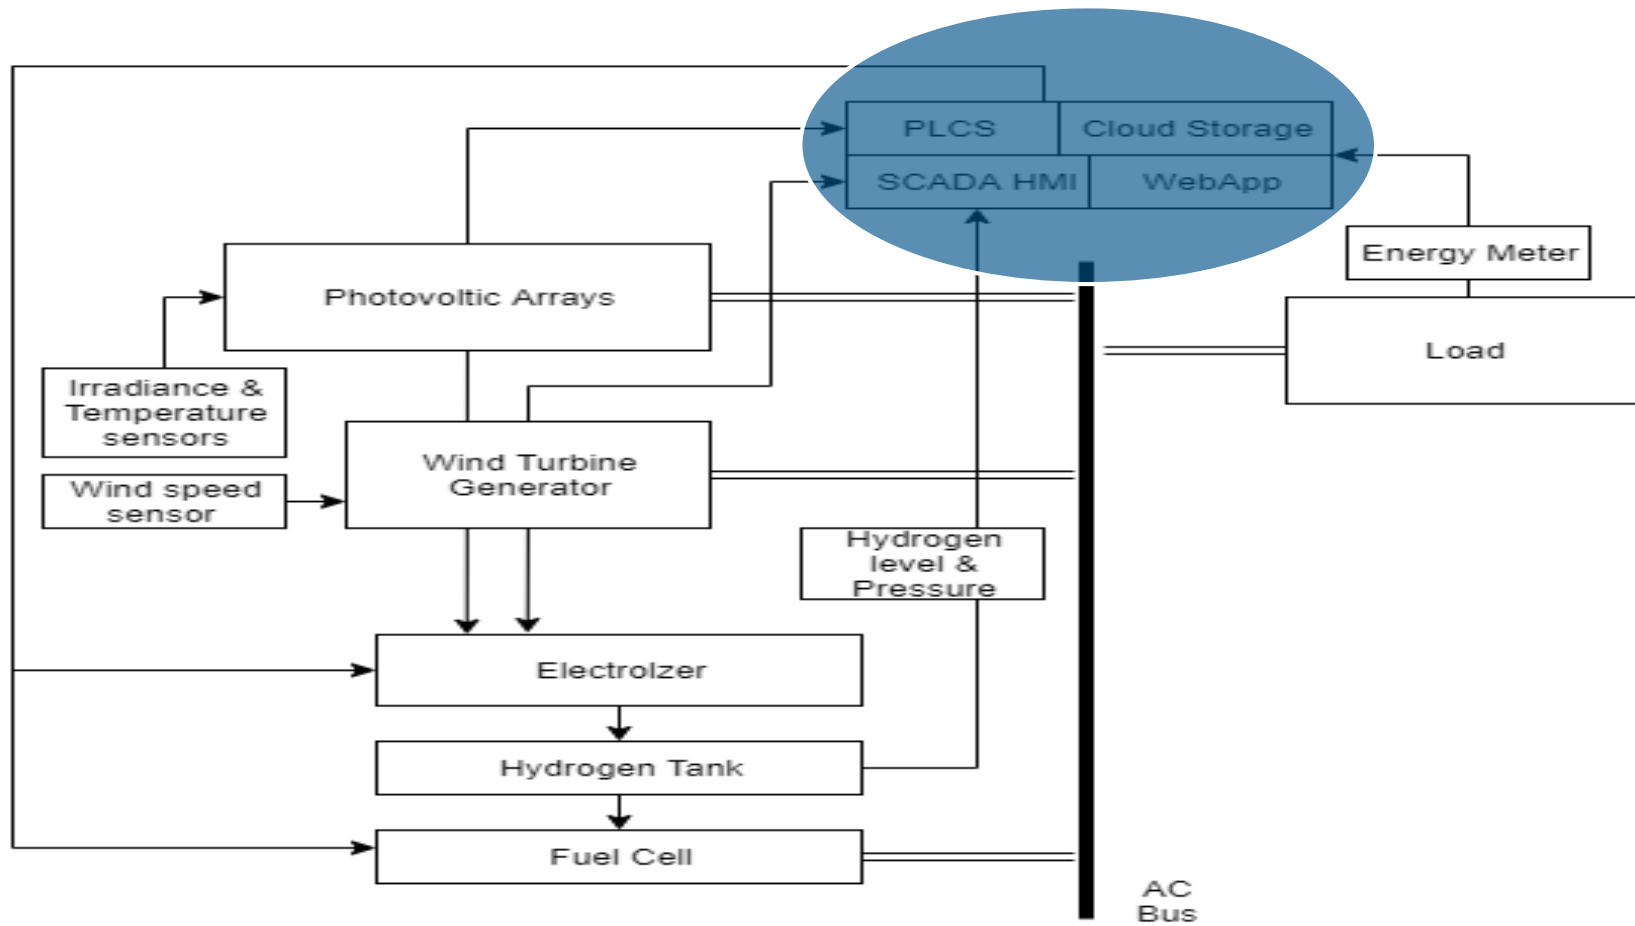 PLCS
Cloud Storage
SCADA HMI
WebApp
Energy Meter
Photovoltic Arrays
Load
Irradiance &
Temperature
sensors
Wind Turbine
Generator
Wind speed
sensor
Hydrogen
level &
Pressure
Electrolzer
Hydrogen Tank
Fuel Cell
AC
Bus